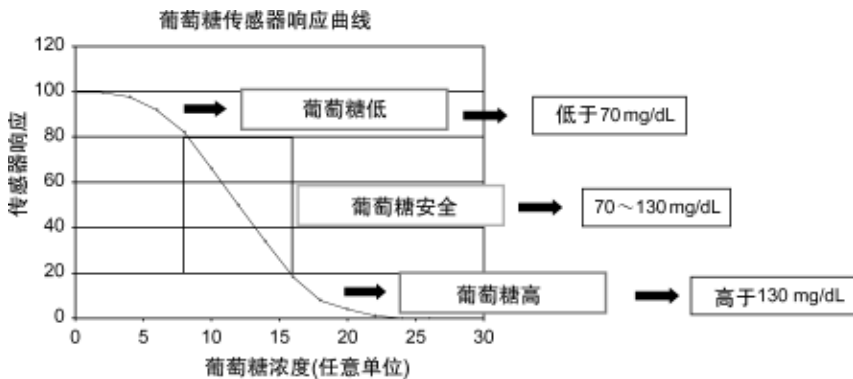 葡萄糖传感器响应曲线
120
100
80
60
40
20
0
传感器响应
葡萄糖低
低于70 mg/dL
葡萄糖安全
70～130 mg/dL
葡萄糖高
高于130 mg/dL
0 5 10 15 20 25 30
葡萄糖浓度(任意单位)